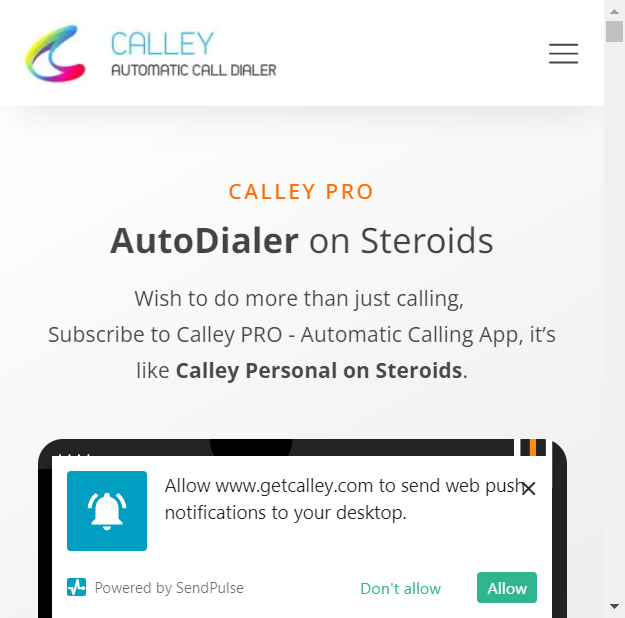 CALLEY
AUTOMATIC CALL DIALER
CALLEY PRO
AutoDialer on Steroids
Wish to do more than just calling,
Subscribe to Calley PRO - Automatic Calling App, it’s
like Calley Personal on Steroids.
Allow www.getcalley.com to send web push
notifications to your desktop.
Powered by SendPulse
Don't allow
Allow